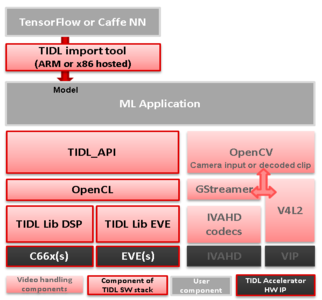 TensorFlow or Caffe NN
TIDL import tool
(ARM or x86 hosted)
Model
ML Application
TIDL_API
OpenCV
Camera input or decoded clip
OpenCL
GStreamer
TIDL Lib DSP
TIDL Lib EVE
IVAHD
codecs
V4L2
C66x(s)
EVE(s)
IVAHD
VIP
Video handling
components
Component of
TIDL SW stack
User
component
TIDL Accelerator
HW IP